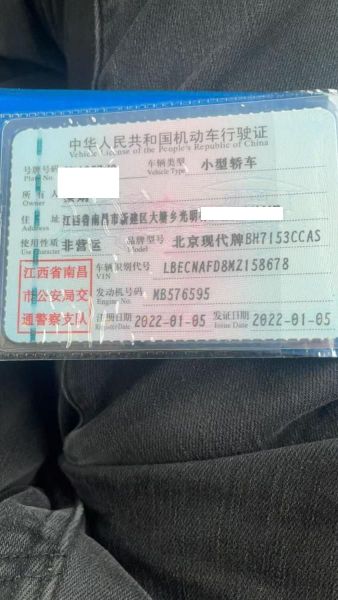 中华人民共和国机动车行驶证
Vehicle License of the People's Republic of China
号牌号码 车辆类型 小型轿车
Plate No. Vehicle Type
所有人
Owner
住址 江西省南昌市新建区大塘乡光明
Address
使用性质 非营运 品牌型号 北京现代牌BH7153CCAS
Use Character Model
江西省南昌 车辆识别代号 LBECNAFD8MZ158678
VIN
市公安局交 发动机号码 MB576595
Engine No.
通警察支队 注册日期 2022-01-05 发证日期 2022-01-05
Register Date Issue Date